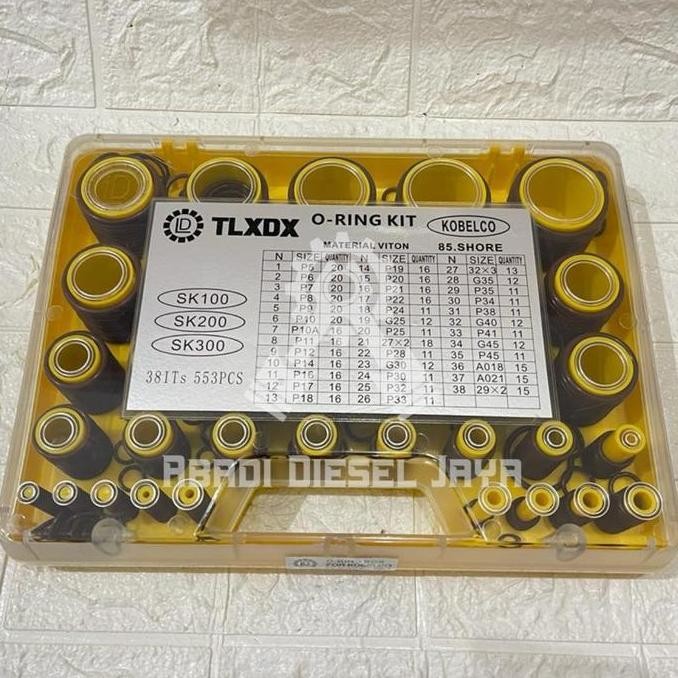 TLXDX O-RING KIT KOBELCO
MATERIAL VITON 85.SHORE
N SIZE QUANTITY N SIZE QUANTITY N SIZE QUANTITY
1 P5 20 14 P19 16 27 32×3 13
2 P6 20 15 P20 16 28 G35 12
3 P7 20 16 P21 16 29 P35 11
4 P8 20 17 P22 16 30 P34 11
5 P9 20 18 P24 11 31 P38 11
6 P10 19 G25 12 32 G40 12
7 P10A 16 20 P25 11 33 P41 11
8 P11 16 21 27×2 18 34 G45 12
9 P12 16 22 P28 11 35 P45 11
10 P14 16 23 G30 12 36 A018 15
11 16 24 P30 11 37 A021 15
12 P17 16 25 P32 11 38 29×2 15
13 P18 16 26 P33 11
SK100
SK200
SK300
38ITs 553PCS
ABADI DIESEL JAYA
O-RING BOX
FOR KOBELCO